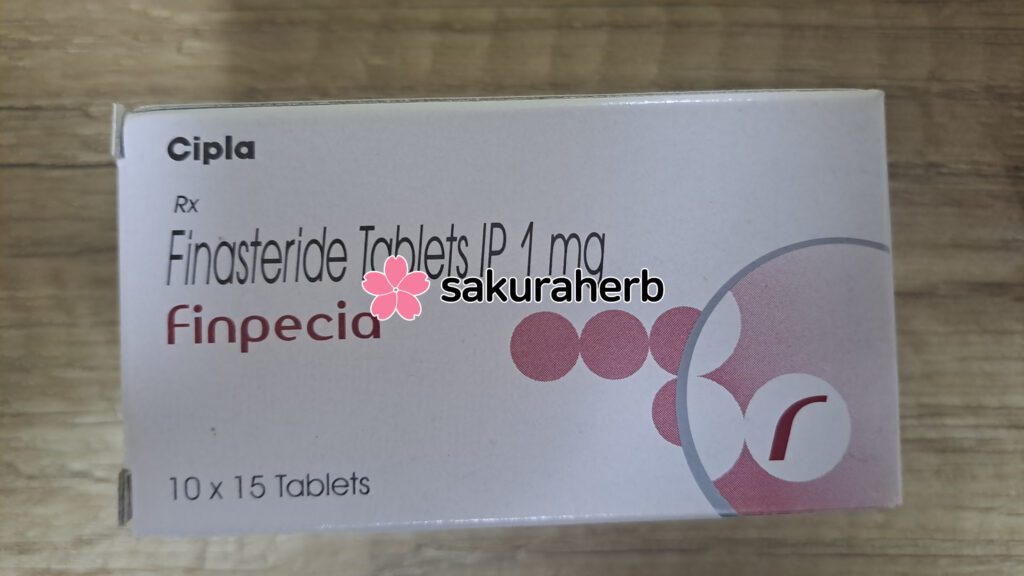 Cipla
Rx
Finasteride Tablets IP 1 mg
sakuraherb
Finpecia
10 x 15 Tablets